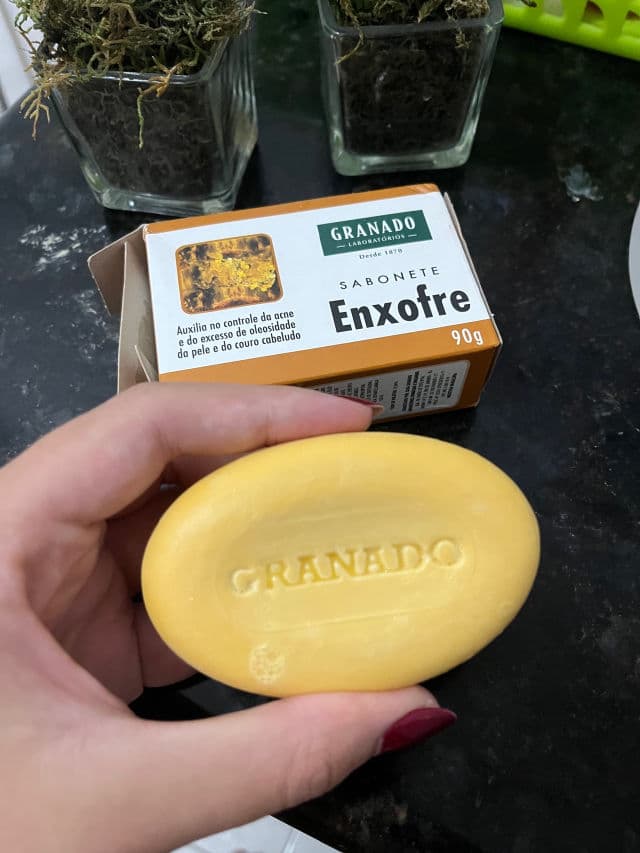 GRANADO
— LABORATÓRIOS —
Desde 1870
SABONETE
Enxofre
90g
Auxilia no controle da acne
e do excesso de oleosidade
da pele e do couro cabeludo
GRANADO